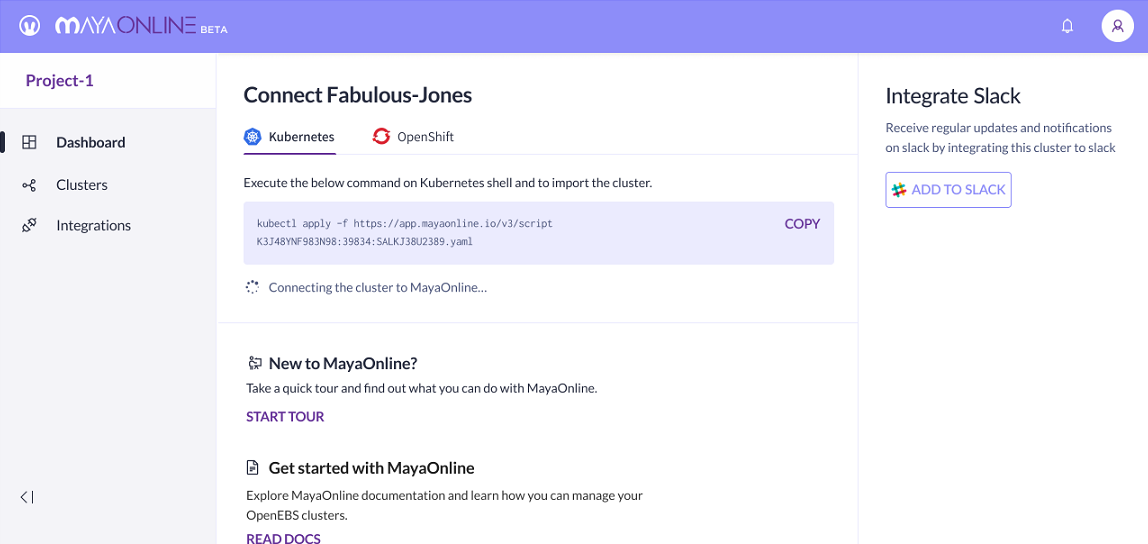 MAYAONLINE BETA
Project-1
Dashboard
Clusters
Integrations
Connect Fabulous-Jones
Kubernetes
OpenShift
Execute the below command on Kubernetes shell and to import the cluster.
kubectl apply -f https://app.mayaonline.io/v3/script
K3J48YNF983N98:39834:SALKJ38U2389.yaml
COPY
Connecting the cluster to MayaOnline...
New to MayaOnline?
Take a quick tour and find out what you can do with MayaOnline.
START TOUR
Get started with MayaOnline
Explore MayaOnline documentation and learn how you can manage your
OpenEBS clusters.
READ DOCS
Integrate Slack
Receive regular updates and notifications
on slack by integrating this cluster to slack
ADD TO SLACK